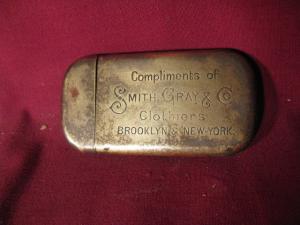 Compliments of
Smith, Gray & Co
Clothiers
BROOKLYN & NEW-YORK.